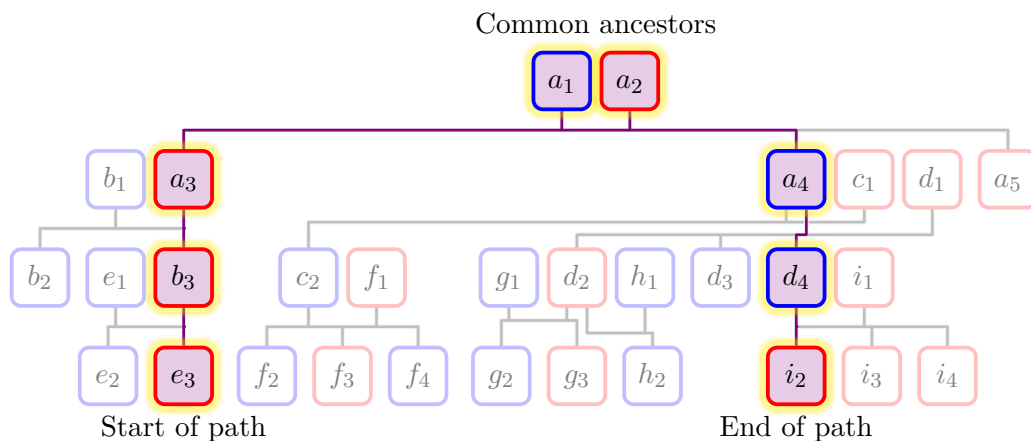 Common ancestors
a₁ a₂
b₁ a₃ a₄ c₁ d₁ a₅
b₂ e₁ b₃ c₂ f₁ g₁ d₂ h₁ d₃ d₄ i₁
e₂ e₃ f₂ f₃ f₄ g₂ g₃ h₂ i₂ i₃ i₄
Start of path End of path